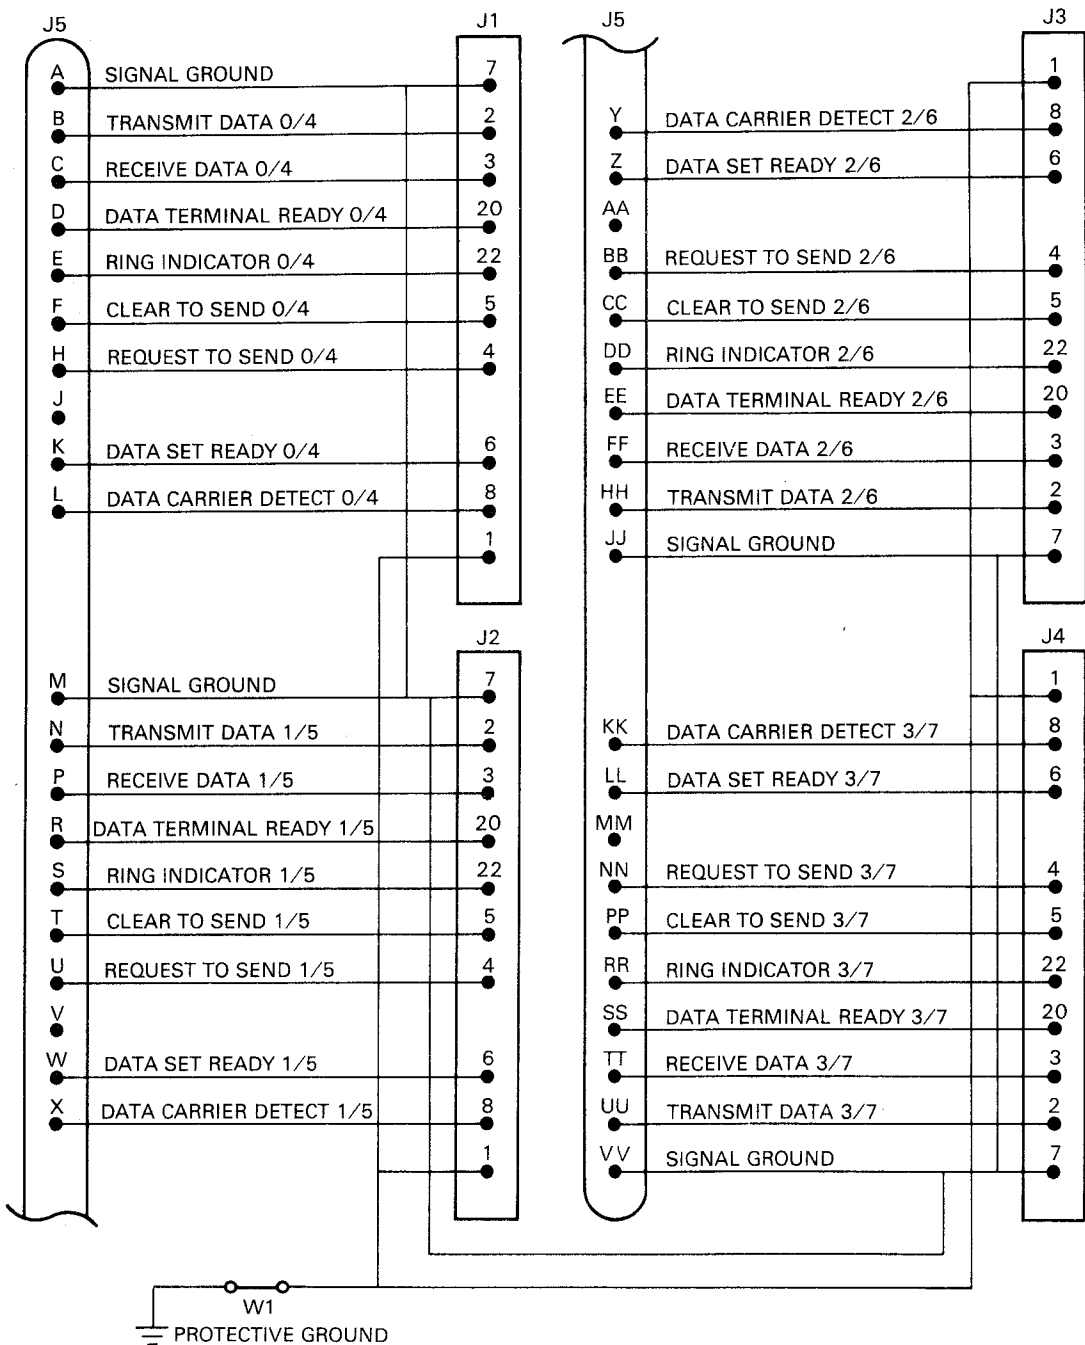 J5
J1
A SIGNAL GROUND 7
B TRANSMIT DATA 0/4 2
C RECEIVE DATA 0/4 3
D DATA TERMINAL READY 0/4 20
E RING INDICATOR 0/4 22
F CLEAR TO SEND 0/4 5
H REQUEST TO SEND 0/4 4
J
K DATA SET READY 0/4 6
L DATA CARRIER DETECT 0/4 8
1
J2
M SIGNAL GROUND 7
N TRANSMIT DATA 1/5 2
P RECEIVE DATA 1/5 3
R DATA TERMINAL READY 1/5 20
S RING INDICATOR 1/5 22
T CLEAR TO SEND 1/5 5
U REQUEST TO SEND 1/5 4
V
W DATA SET READY 1/5 6
X DATA CARRIER DETECT 1/5 8
1
W1
PROTECTIVE GROUND
J5
J3
1
Y DATA CARRIER DETECT 2/6 8
Z DATA SET READY 2/6 6
AA
BB REQUEST TO SEND 2/6 4
CC CLEAR TO SEND 2/6 5
DD RING INDICATOR 2/6 22
EE DATA TERMINAL READY 2/6 20
FF RECEIVE DATA 2/6 3
HH TRANSMIT DATA 2/6 2
JJ SIGNAL GROUND 7
J4
1
KK DATA CARRIER DETECT 3/7 8
LL DATA SET READY 3/7 6
MM
NN REQUEST TO SEND 3/7 4
PP CLEAR TO SEND 3/7 5
RR RING INDICATOR 3/7 22
SS DATA TERMINAL READY 3/7 20
TT RECEIVE DATA 3/7 3
UU TRANSMIT DATA 3/7 2
VV SIGNAL GROUND 7